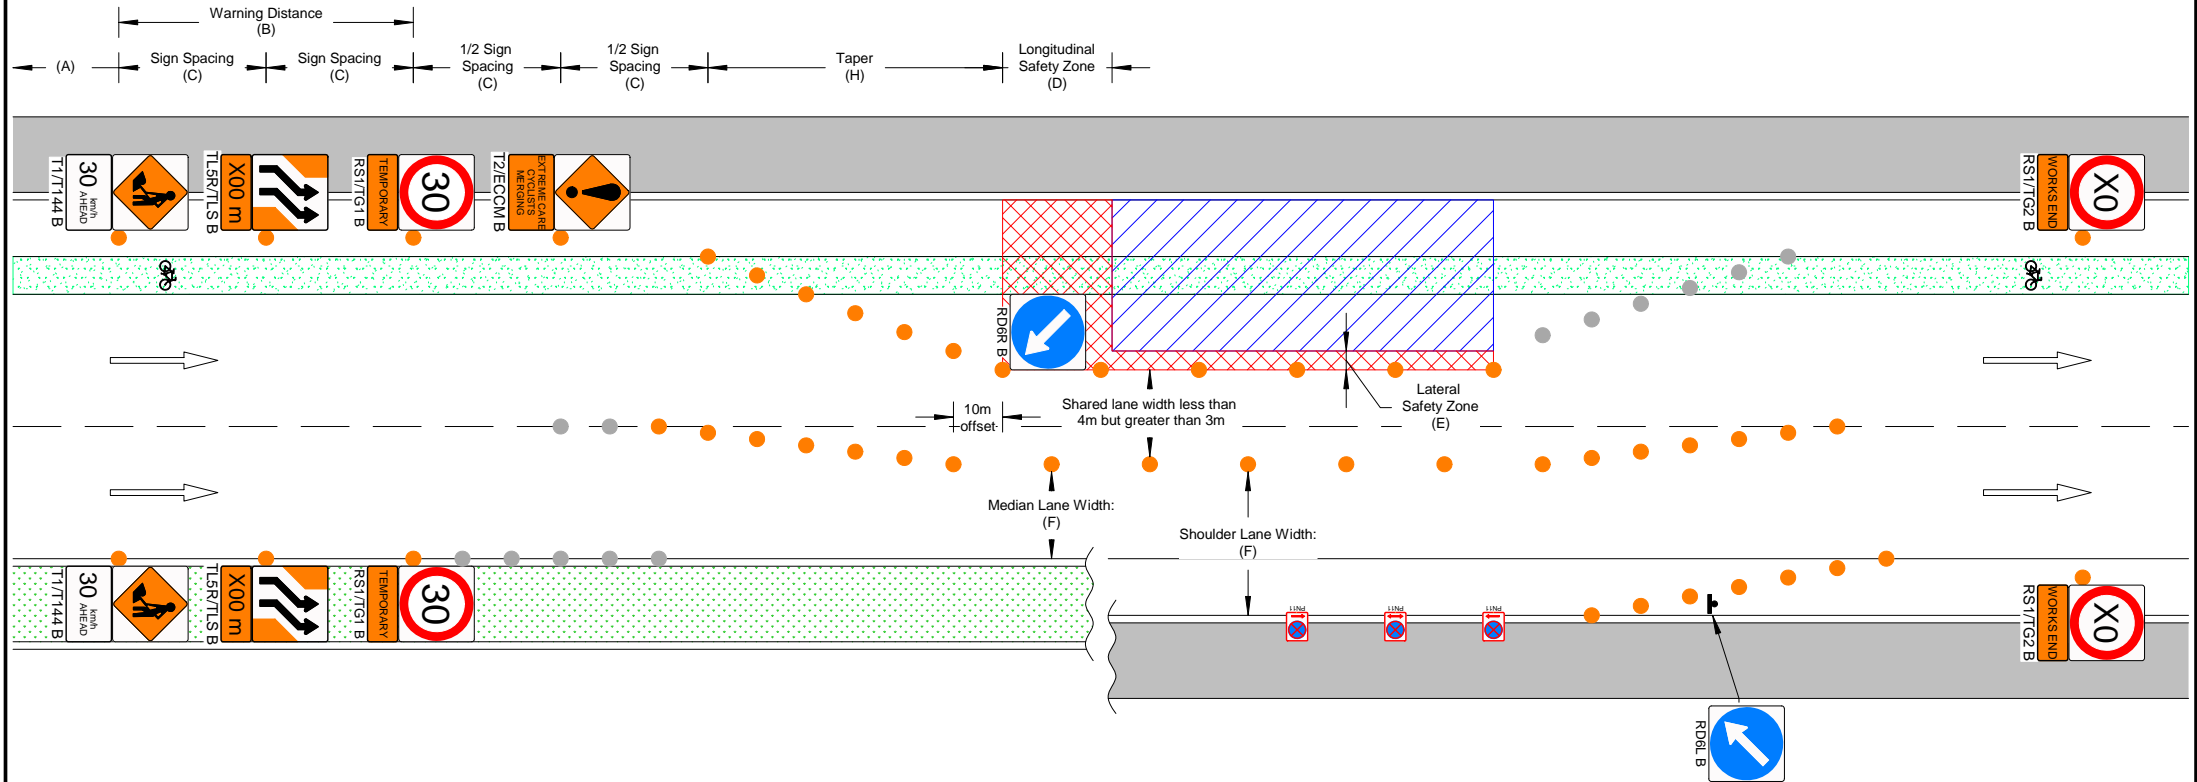 Warning Distance
(B)
(A)
Sign Spacing
(C)
Sign Spacing
(C)
1/2 Sign
Spacing
(C)
1/2 Sign
Spacing
(C)
Taper
(H)
Longitudinal
Safety Zone
(D)
T1/T144 B
30 km/h
AHEAD
TL5R/TLS B
X00 m
RS1/TG1 B
TEMPORARY
30
T2/ECCM B
EXTREME CARE
CYCLISTS
MERGING
RS1/TG2 B
WORKS END
X0
RD6R B
10m
offset
Shared lane width less than
4m but greater than 3m
Lateral
Safety Zone
(E)
Median Lane Width:
(F)
Shoulder Lane Width:
(F)
T1/T144 B
30 km/h
AHEAD
TL5R/TLS B
X00 m
RS1/TG1 B
TEMPORARY
30
PN11
PN11
PN11
RS1/TG2 B
WORKS END
X0
RD6L B